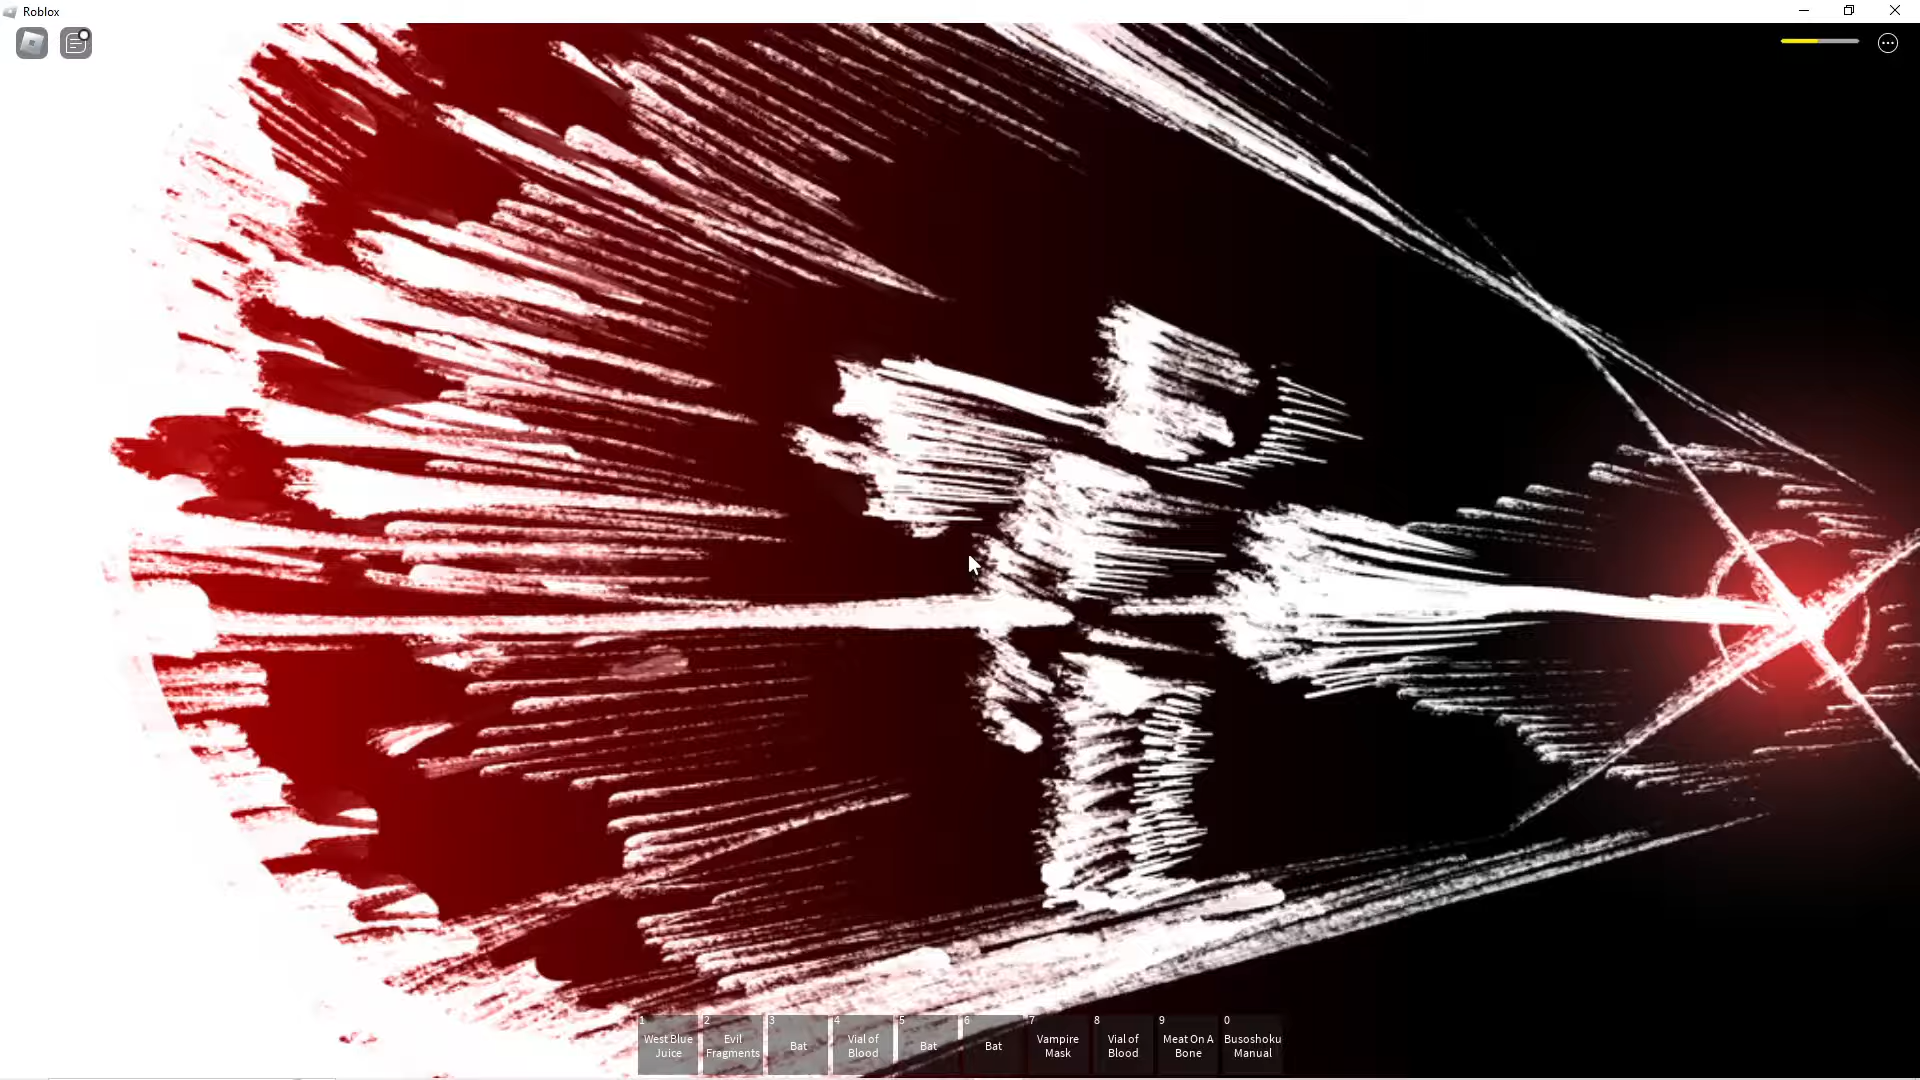 Roblox
1 West Blue Juice
2 Evil Fragments
3 Bat
4 Vial of Blood
5 Bat
6 Bat
7 Vampire Mask
8 Vial of Blood
9 Meat On A Bone
0 Busoshoku Manual